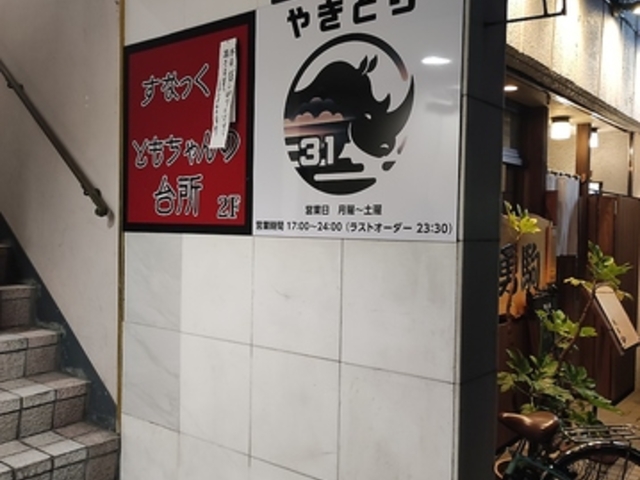 すなっく
ともちゃんの
台所 2F
やきとり
3.1
営業日 月曜〜土曜
営業時間 17:00〜24:00（ラストオーダー 23:30）